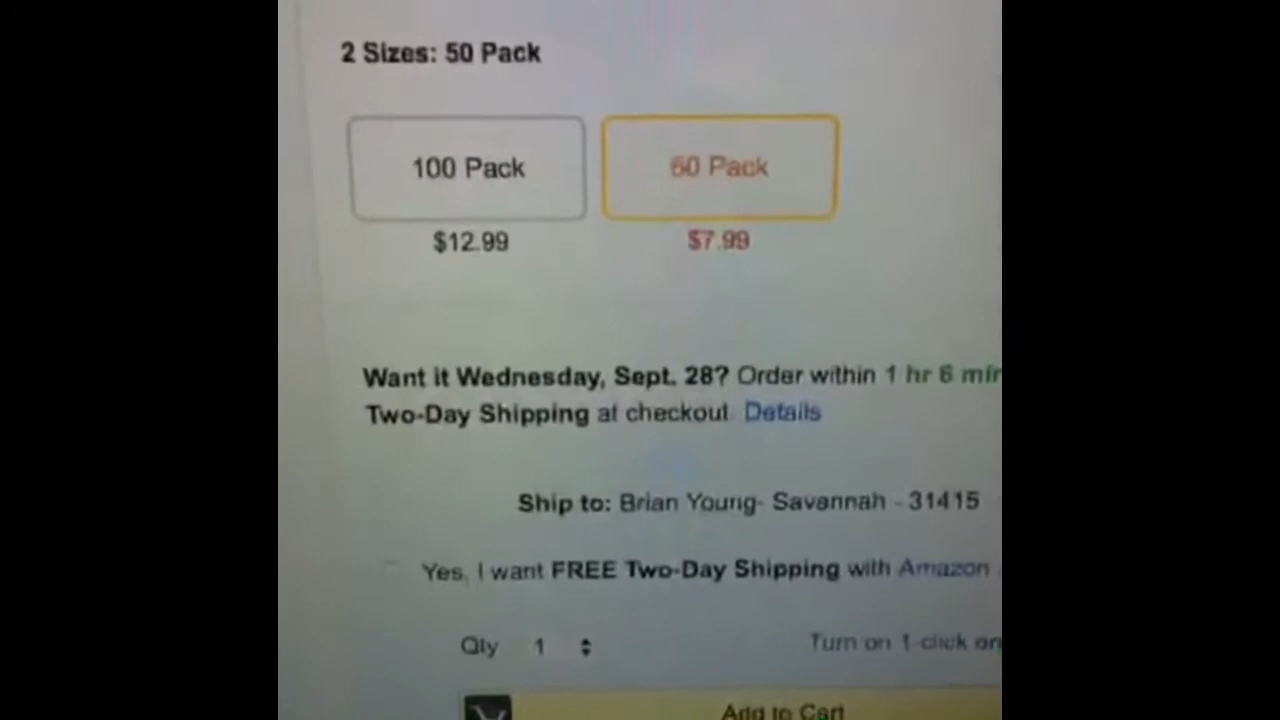 2 Sizes: 50 Pack
100 Pack
50 Pack
$12.99
$7.99
Want it Wednesday, Sept. 28? Order within 1 hr 6 min
Two-Day Shipping at checkout. Details
Ship to: Brian Young- Savannah - 31415
Yes, I want FREE Two-Day Shipping with Amazon
Qty 1
Turn on 1-click
Add to Cart